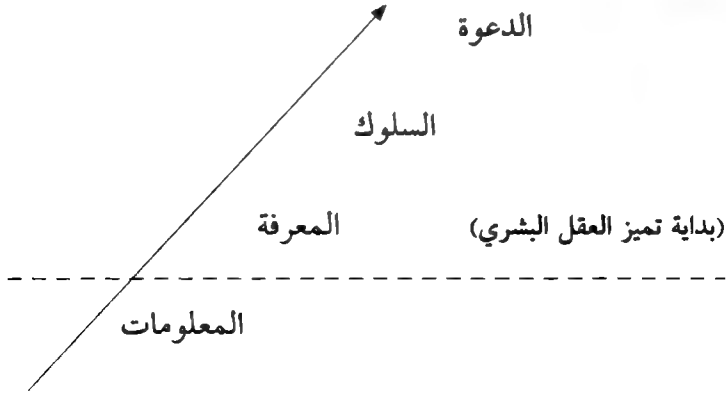 الدعوة
السلوك
المعرفة (بداية تميز العقل البشري)
المعلومات